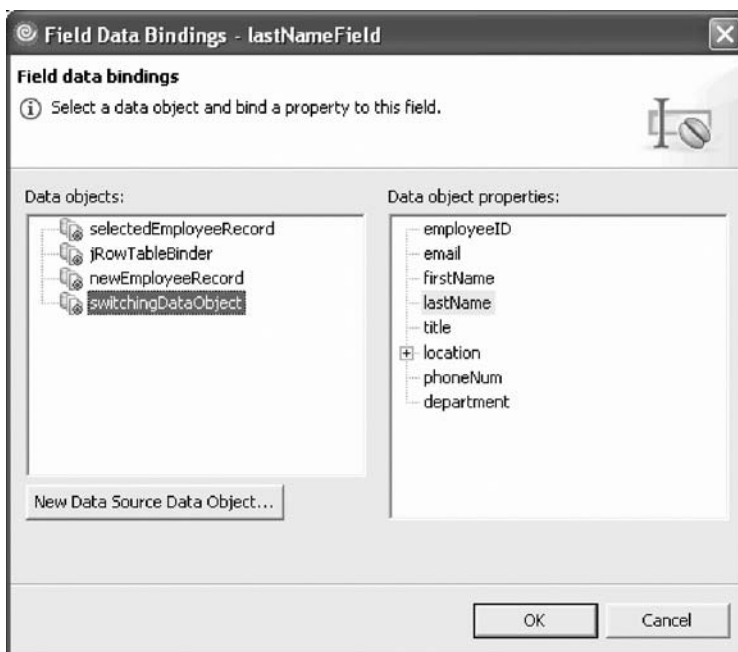 Field Data Bindings - lastNameField
Field data bindings
Select a data object and bind a property to this field.
Data objects:
selectedEmployeeRecord
jRowTableBinder
newEmployeeRecord
switchingDataObject
New Data Source Data Object...
Data object properties:
employeeID
email
firstName
lastName
title
location
phoneNum
department
OK
Cancel